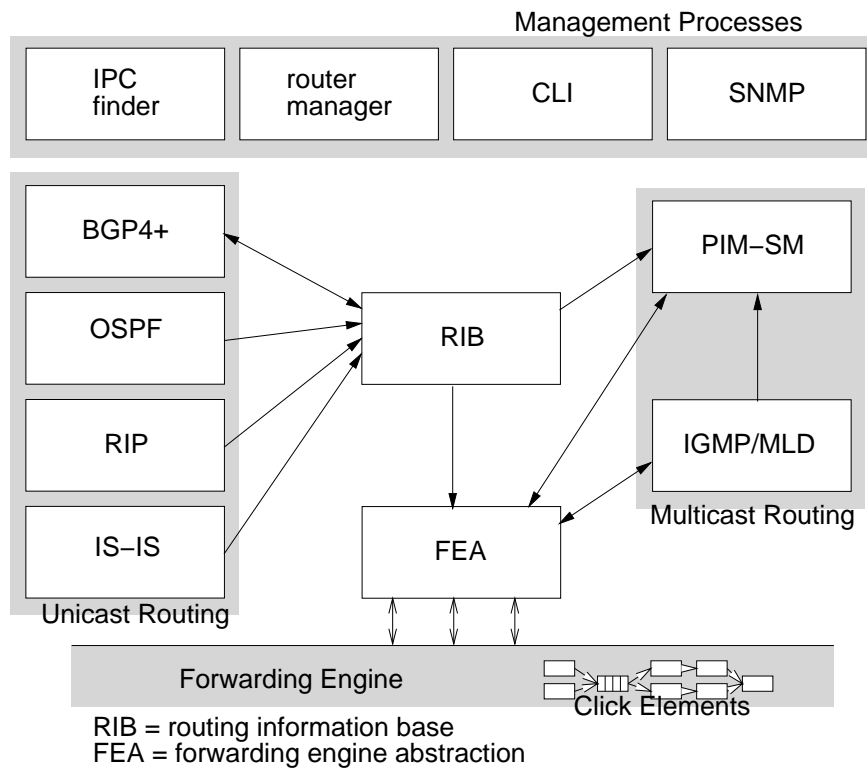 Management Processes
IPC
finder
router
manager
CLI
SNMP
BGP4+
OSPF
RIP
IS−IS
Unicast Routing
RIB
FEA
PIM−SM
IGMP/MLD
Multicast Routing
Forwarding Engine
Click Elements
RIB = routing information base
FEA = forwarding engine abstraction